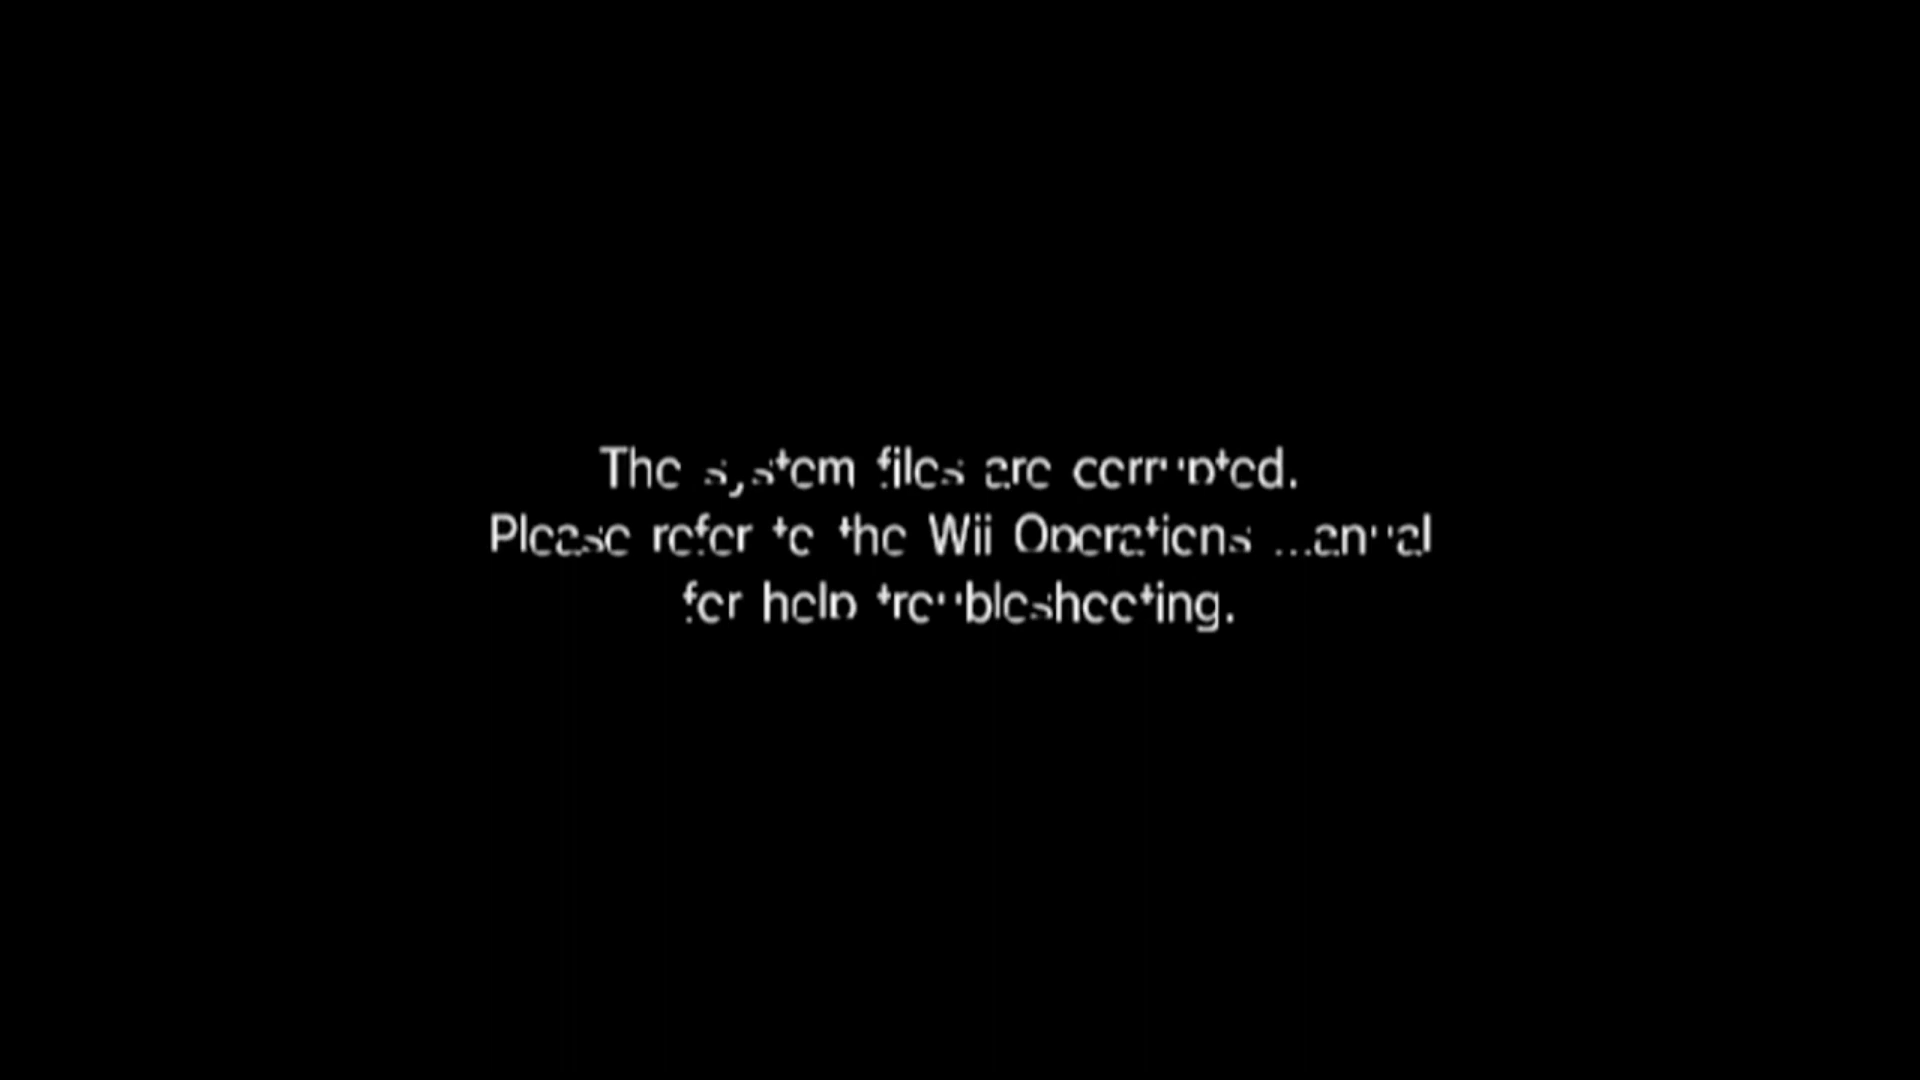 The system files are corrupted.
Please refer to the Wii Operations Manual
for help troubleshooting.